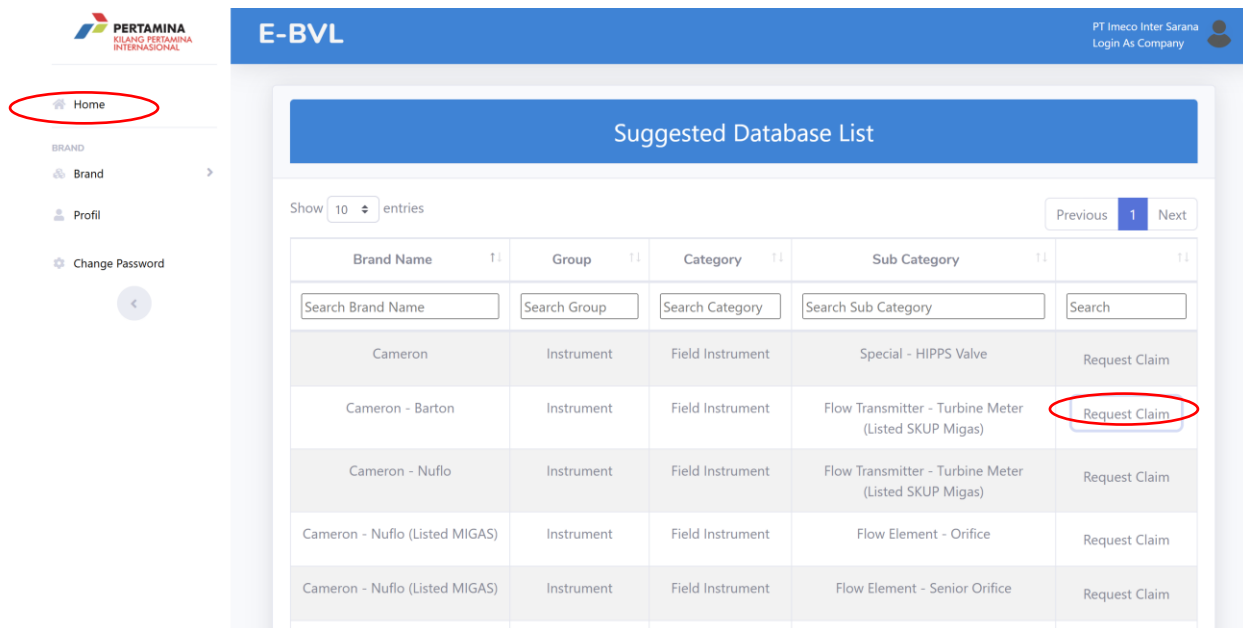 PERTAMINA
KILANG PERTAMINA
INTERNASIONAL
E-BVL
PT Imeco Inter Sarana
Login As Company
Home
BRAND
Brand
Profil
Change Password
Suggested Database List
Show 10 entries
Previous 1 Next
Brand Name Group Category Sub Category
Search Brand Name Search Group Search Category Search Sub Category Search
Cameron Instrument Field Instrument Special - HIPPS Valve Request Claim
Cameron - Barton Instrument Field Instrument Flow Transmitter - Turbine Meter Request Claim
(Listed SKUP Migas)
Cameron - Nuflo Instrument Field Instrument Flow Transmitter - Turbine Meter Request Claim
(Listed SKUP Migas)
Cameron - Nuflo (Listed MIGAS) Instrument Field Instrument Flow Element - Orifice Request Claim
Cameron - Nuflo (Listed MIGAS) Instrument Field Instrument Flow Element - Senior Orifice Request Claim